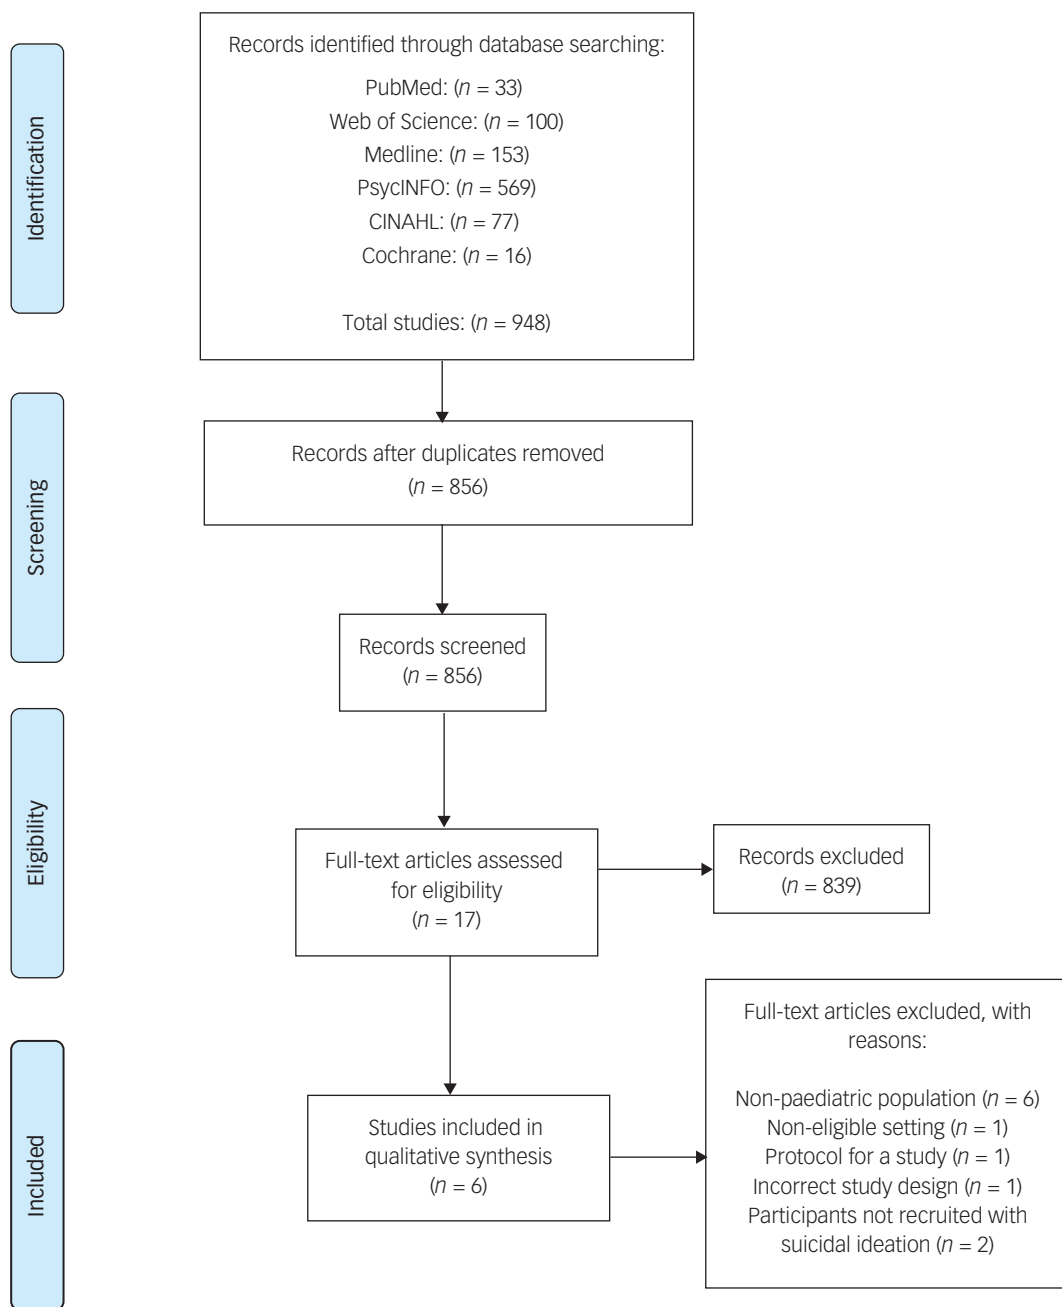 Identification
Records identified through database searching:
PubMed: (n = 33)
Web of Science: (n = 100)
Medline: (n = 153)
PsycINFO: (n = 569)
CINAHL: (n = 77)
Cochrane: (n = 16)
Total studies: (n = 948)
Screening
Records after duplicates removed
(n = 856)
Records screened
(n = 856)
Eligibility
Full-text articles assessed
for eligibility
(n = 17)
Records excluded
(n = 839)
Included
Studies included in
qualitative synthesis
(n = 6)
Full-text articles excluded, with
reasons:
Non-paediatric population (n = 6)
Non-eligible setting (n = 1)
Protocol for a study (n = 1)
Incorrect study design (n = 1)
Participants not recruited with
suicidal ideation (n = 2)